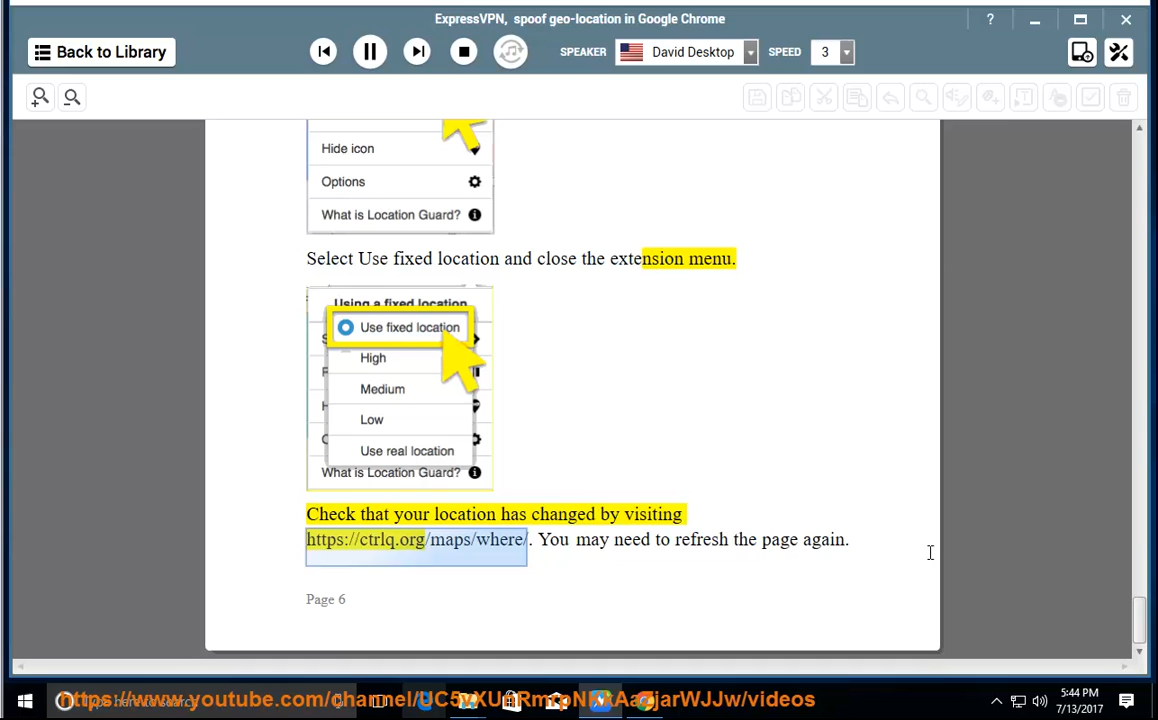 ExpressVPN, spoof geo-location in Google Chrome
Back to Library
SPEAKER
David Desktop
SPEED
3
Hide icon
Options
What is Location Guard?
Select Use fixed location and close the extension menu.
Using a fixed location
Use fixed location
High
Medium
Low
Use real location
What is Location Guard?
Check that your location has changed by visiting
https://ctrlq.org/maps/where/. You may need to refresh the page again.
Page 6
5:44 PM
7/13/2017